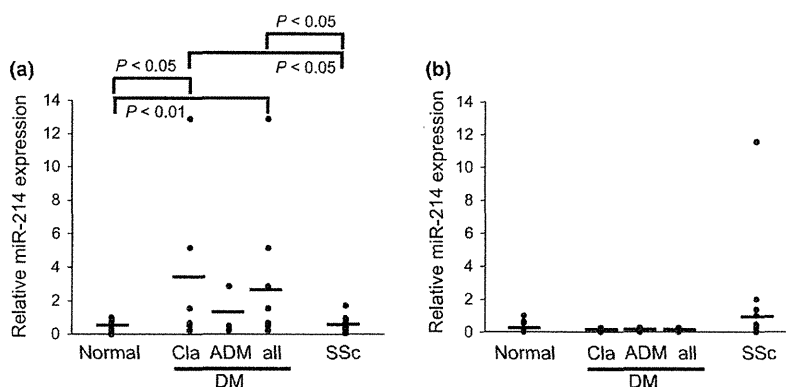 P < 0.05
(a)
P < 0.05
P < 0.05
P < 0.01
14
12
10
8
6
4
2
0
Relative miR-214 expression
Normal
Cla
ADM
all
SSc
DM
(b)
14
12
10
8
6
4
2
0
Relative miR-214 expression
Normal
Cla
ADM
all
SSc
DM